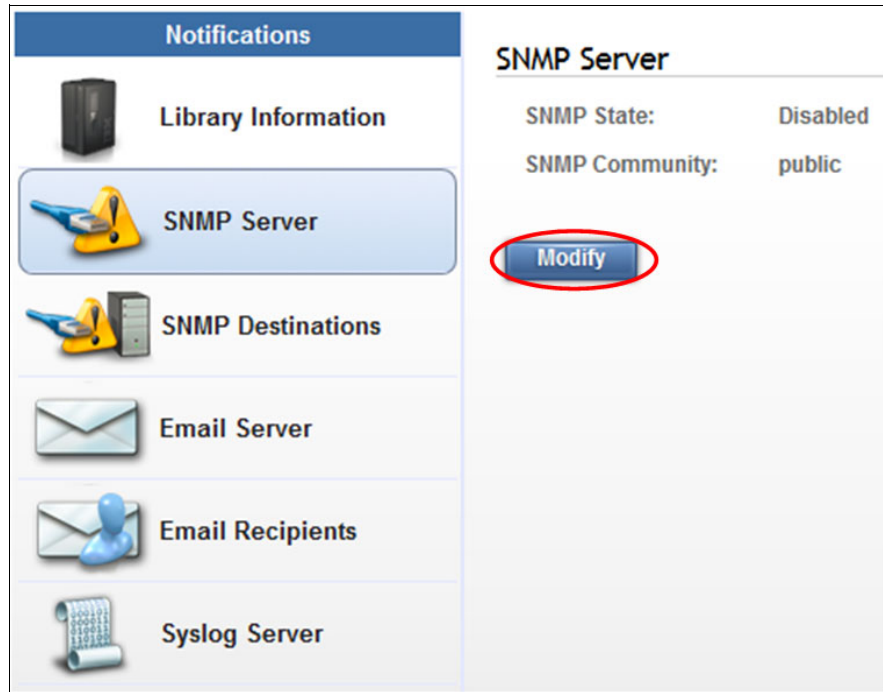 Notifications
Library Information
SNMP Server
SNMP Destinations
Email Server
Email Recipients
Syslog Server
SNMP Server
SNMP State: Disabled
SNMP Community: public
Modify